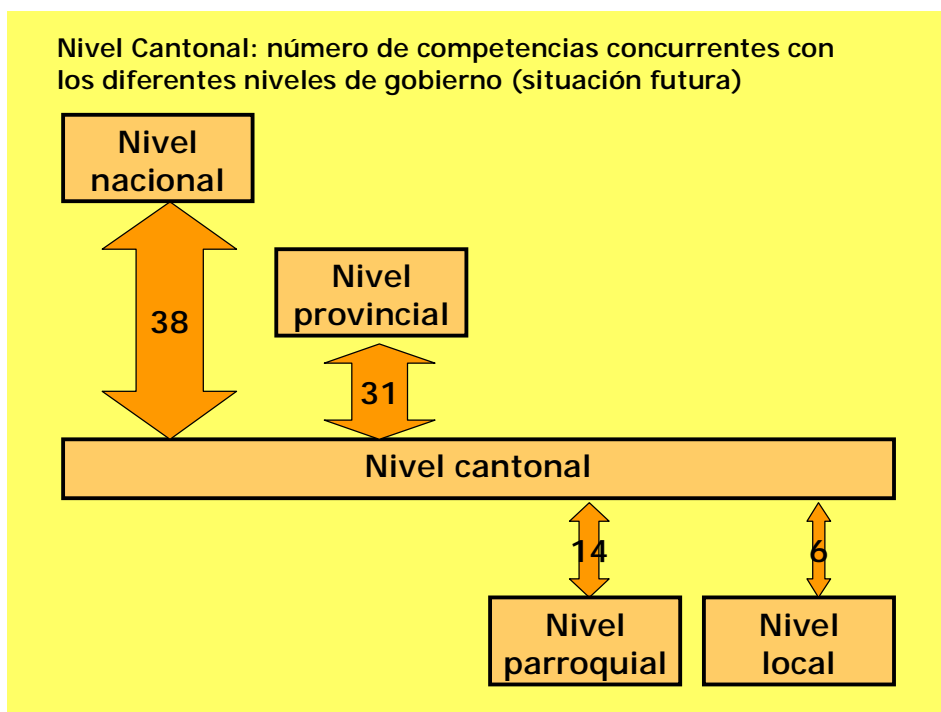 Nivel Cantonal: número de competencias concurrentes con
los diferentes niveles de gobierno (situación futura)
Nivel
nacional
Nivel
provincial
38
31
Nivel cantonal
14
6
Nivel
parroquial
Nivel
local